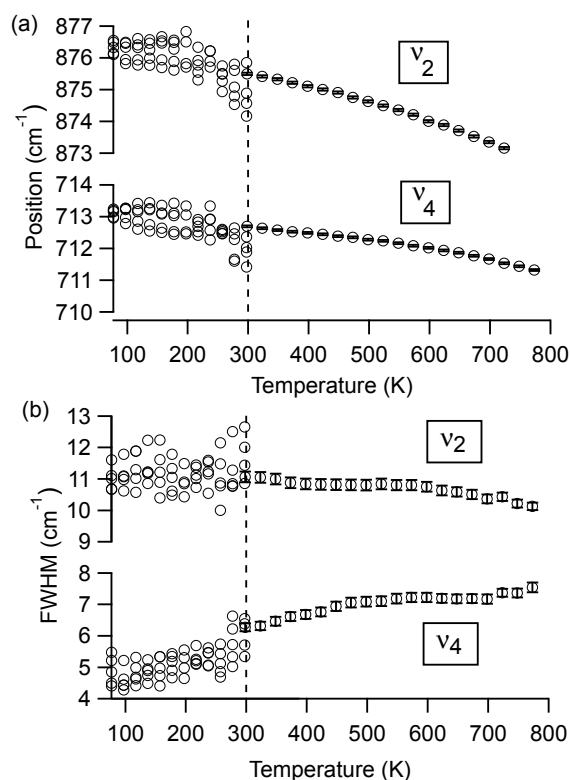 (a)
877
876
875
874
873
ν2
714
713
712
711
710
ν4
Position (cm-1)
100 200 300 400 500 600 700 800
Temperature (K)
(b)
13
12
11
10
9
ν2
8
7
6
5
4
ν4
FWHM (cm-1)
100 200 300 400 500 600 700 800
Temperature (K)